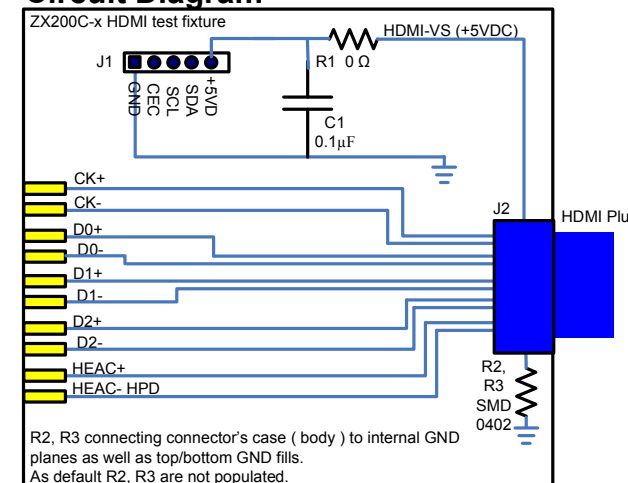 Circuit Diagram
ZX200C-x HDMI test fixture
HDMI-VS (+5VDC)
J1
R1 0 Ω
GND
CEC
SCL
SDA
+5VD
C1
0.1µF
CK+
CK-
J2
HDMI Plu
D0+
D0-
D1+
D1-
D2+
D2-
HEAC+
HEAC- HPD
R2,
R3
SMD
0402
R2, R3 connecting connector's case ( body ) to internal GND
planes as well as top/bottom GND fills.
As default R2, R3 are not populated.